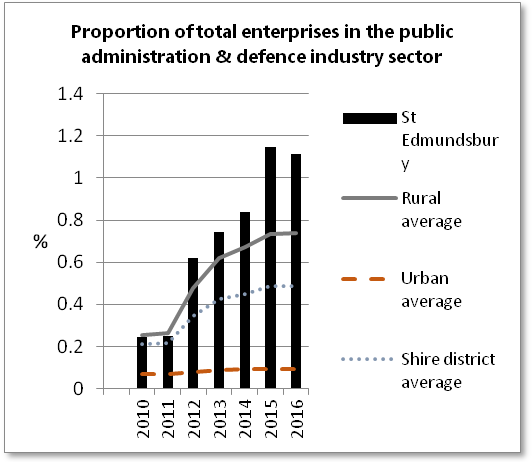 Proportion of total enterprises in the public
administration & defence industry sector
1.4
1.2
1
0.8
0.6
0.4
0.2
0
%
2010
2011
2012
2013
2014
2015
2016
St
Edmundsbur
y
Rural
average
Urban
average
Shire district
average